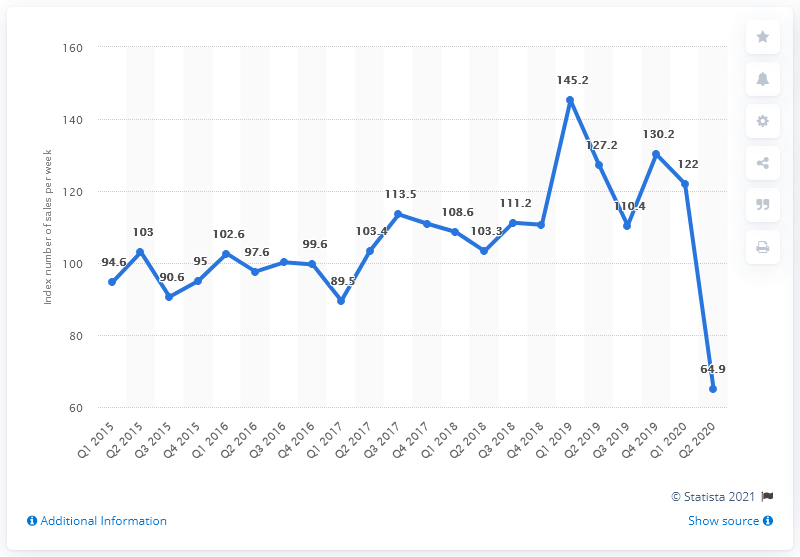 160
140
120
100
80
60
Index number of sales per week
94.6
103
90.6
95
102.6
97.6
99.6
89.5
103.4
113.5
108.6
103.3
111.2
145.2
127.2
110.4
130.2
122
64.9
Q1 2015
Q2 2015
Q3 2015
Q4 2015
Q1 2016
Q2 2016
Q3 2016
Q4 2016
Q1 2017
Q2 2017
Q3 2017
Q4 2017
Q1 2018
Q2 2018
Q3 2018
Q4 2018
Q1 2019
Q2 2019
Q3 2019
Q4 2019
Q1 2020
Q2 2020
© Statista 2021
Additional Information
Show source